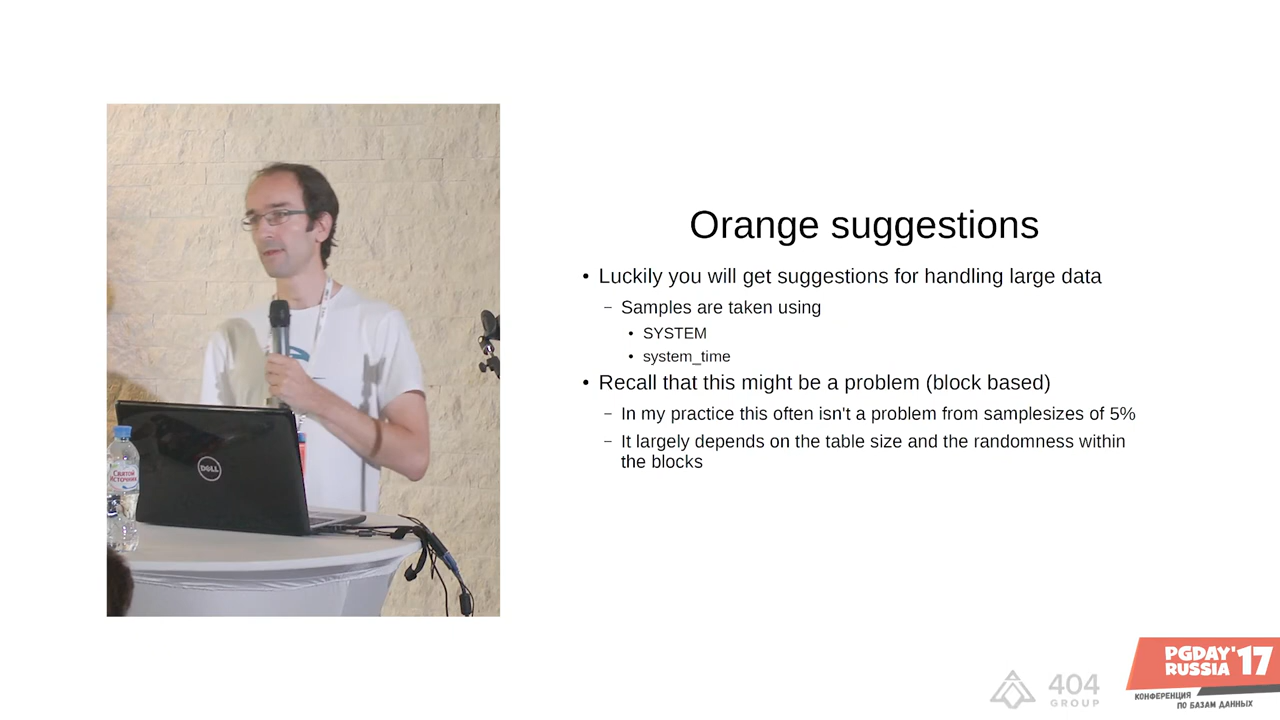 Orange suggestions
• Luckily you will get suggestions for handling large data
– Samples are taken using
• SYSTEM
• system_time
• Recall that this might be a problem (block based)
– In my practice this often isn't a problem from samplesizes of 5%
– It largely depends on the table size and the randomness within
the blocks
DELL
Святой
Источник
404
GROUP
PGDAY'17
RUSSIA
КОНФЕРЕНЦИЯ
ПО БАЗАМ ДАННЫХ